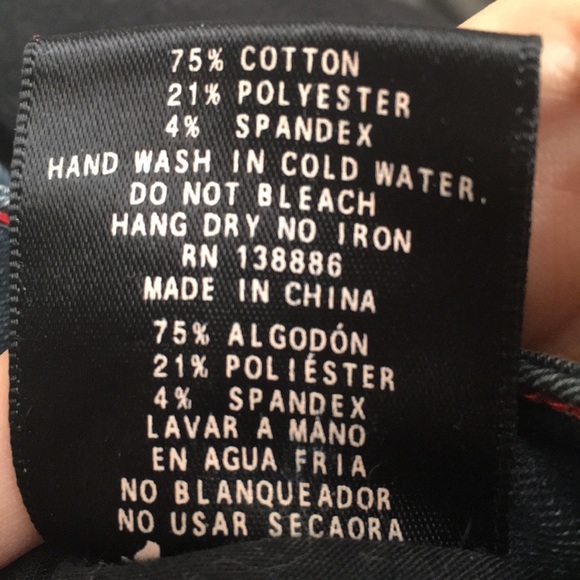 75% COTTON
21% POLYESTER
4% SPANDEX
HAND WASH IN COLD WATER.
DO NOT BLEACH
HANG DRY NO IRON
RN 138886
MADE IN CHINA
75% ALGODÓN
21% POLIÉSTER
4% SPANDEX
LAVAR A MANO
EN AGUA FRIA
NO BLANQUEADOR
NO USAR SECAORA